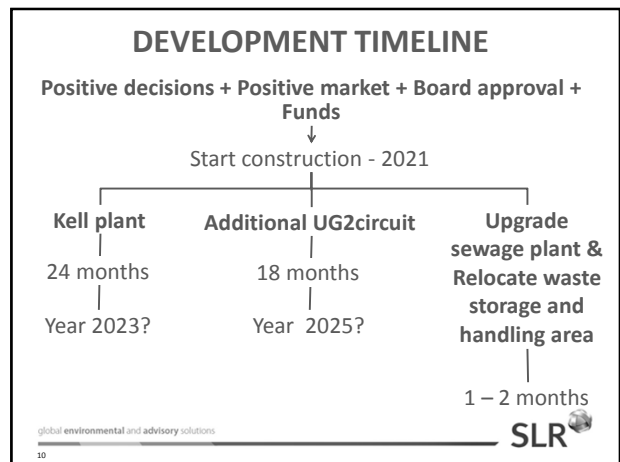 DEVELOPMENT TIMELINE
Positive decisions + Positive market + Board approval +
Funds
Start construction - 2021
Kell plant
24 months
Year 2023?
Additional UG2circuit
18 months
Year 2025?
Upgrade
sewage plant &
Relocate waste
storage and
handling area
1 – 2 months
global environmental and advisory solutions
SLR
10